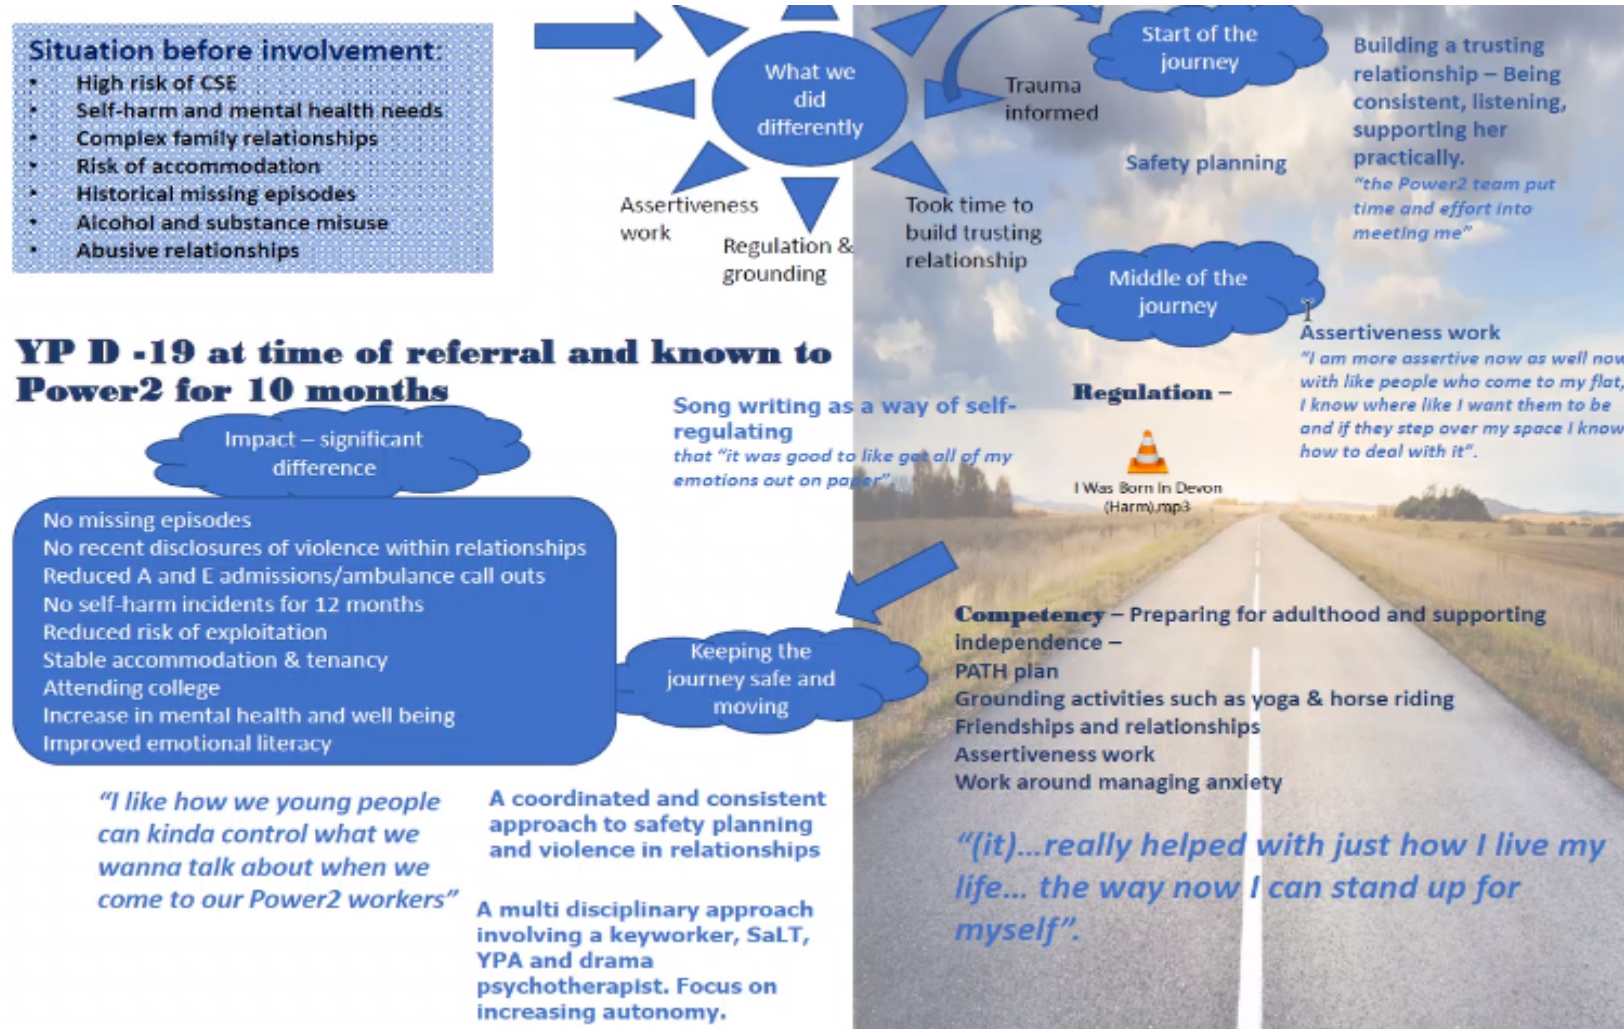 Situation before involvement:
• High risk of CSE
• Self-harm and mental health needs
• Complex family relationships
• Risk of accommodation
• Historical missing episodes
• Alcohol and substance misuse
• Abusive relationships
What we
did
differently
Trauma
informed
Assertiveness
work
Regulation &
grounding
Took time to
build trusting
relationship
Start of the
journey
Building a trusting
relationship – Being
consistent, listening,
supporting her
practically.
"the Power2 team put
time and effort into
meeting me"
Safety planning
Middle of the
journey
Assertiveness work
"I am more assertive now as well now
with like people who come to my flat,
I know where like I want them to be
and if they step over my space I know
how to deal with it".
Regulation –
I Was Born In Devon
(Harm).mp3
Song writing as a way of self-
regulating
that "it was good to like get all of my
emotions out on paper".
YP D -19 at time of referral and known to
Power2 for 10 months
Impact – significant
difference
No missing episodes
No recent disclosures of violence within relationships
Reduced A and E admissions/ambulance call outs
No self-harm incidents for 12 months
Reduced risk of exploitation
Stable accommodation & tenancy
Attending college
Increase in mental health and well being
Improved emotional literacy
Keeping the
journey safe and
moving
Competency – Preparing for adulthood and supporting
independence –
PATH plan
Grounding activities such as yoga & horse riding
Friendships and relationships
Assertiveness work
Work around managing anxiety
"(it)...really helped with just how I live my
life... the way now I can stand up for
myself".
"I like how we young people
can kinda control what we
wanna talk about when we
come to our Power2 workers"
A coordinated and consistent
approach to safety planning
and violence in relationships
A multi disciplinary approach
involving a keyworker, SaLT,
YPA and drama
psychotherapist. Focus on
increasing autonomy.